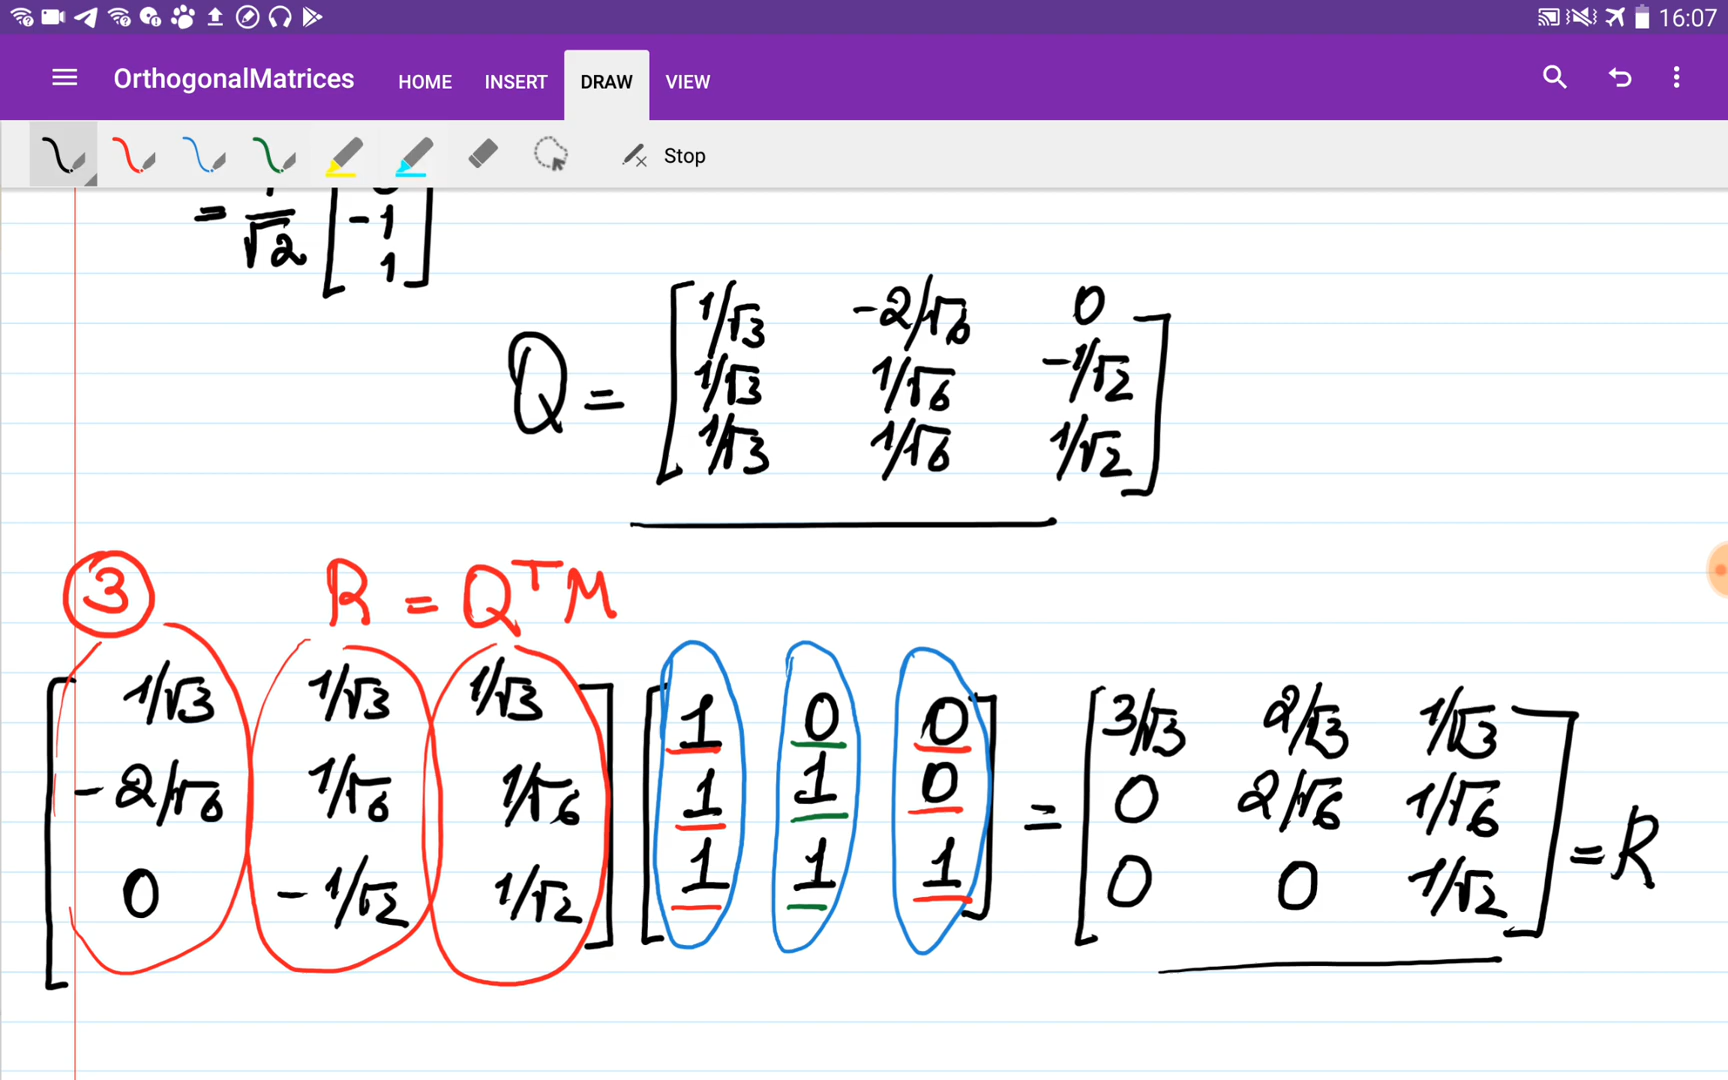 16:07
OrthogonalMatrices HOME INSERT DRAW VIEW
Stop
= /√2 [ -1
1 ]
Q = [ 1/√3 -2/√6 0
1/√3 1/√6 -1/√2
1/√3 1/√6 1/√2 ]
3 R = QᵀM
[ 1/√3 1/√3 1/√3 ] [ 1 0 0 ] = [ 3/√3 2/√3 1/√3 ] = R
-2/√6 1/√6 1/√6 1 1 0 0 2/√6 1/√6
0 -1/√2 1/√2 1 1 1 0 0 1/√2